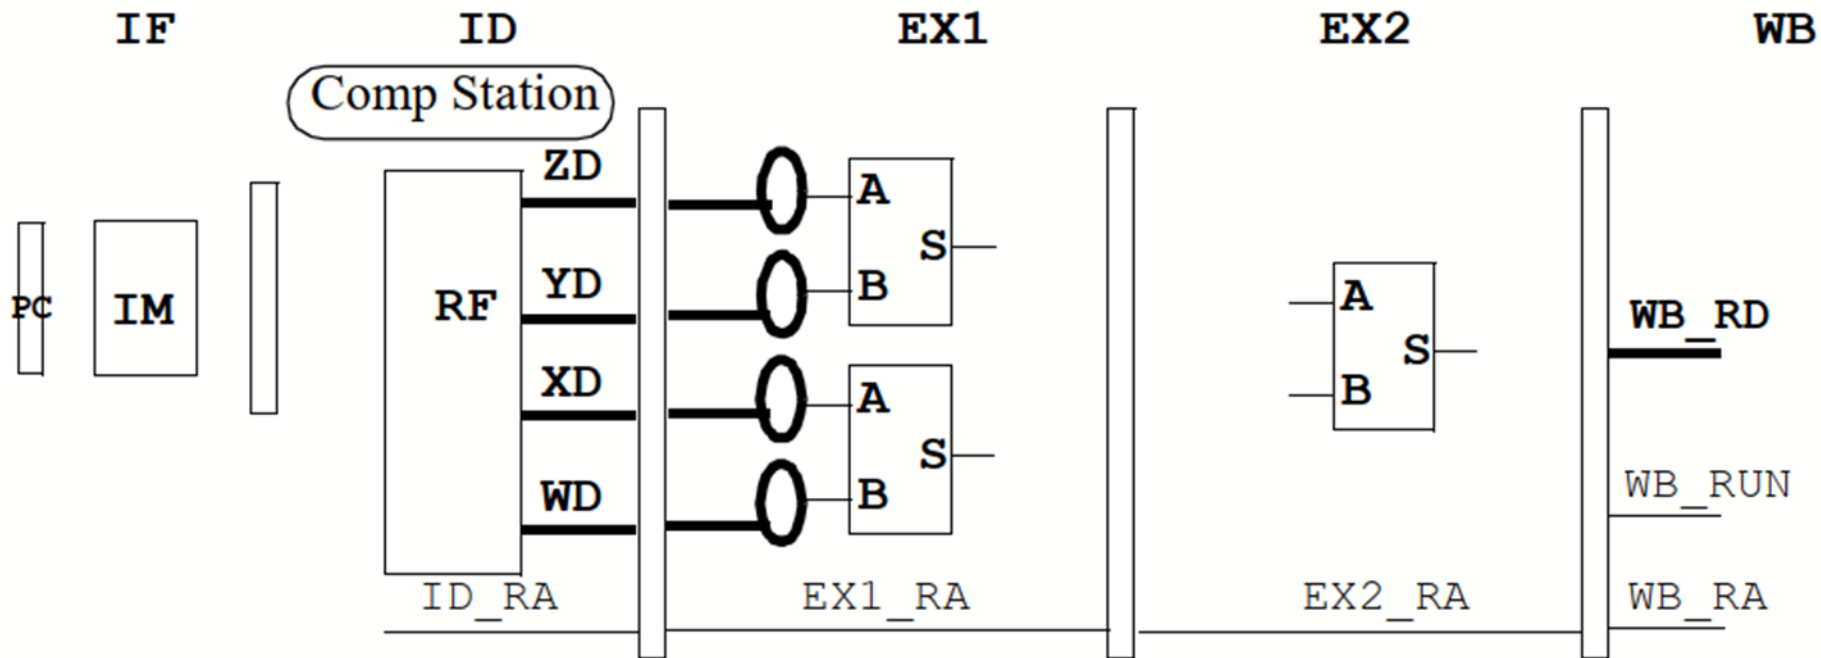 IF ID EX1 EX2 WB
Comp Station
ZD
A
S
B
YD
PC
IM
RF
XD
A
S
B
WD
A
S
B
WB_RD
WB_RUN
ID_RA EX1_RA EX2_RA WB_RA